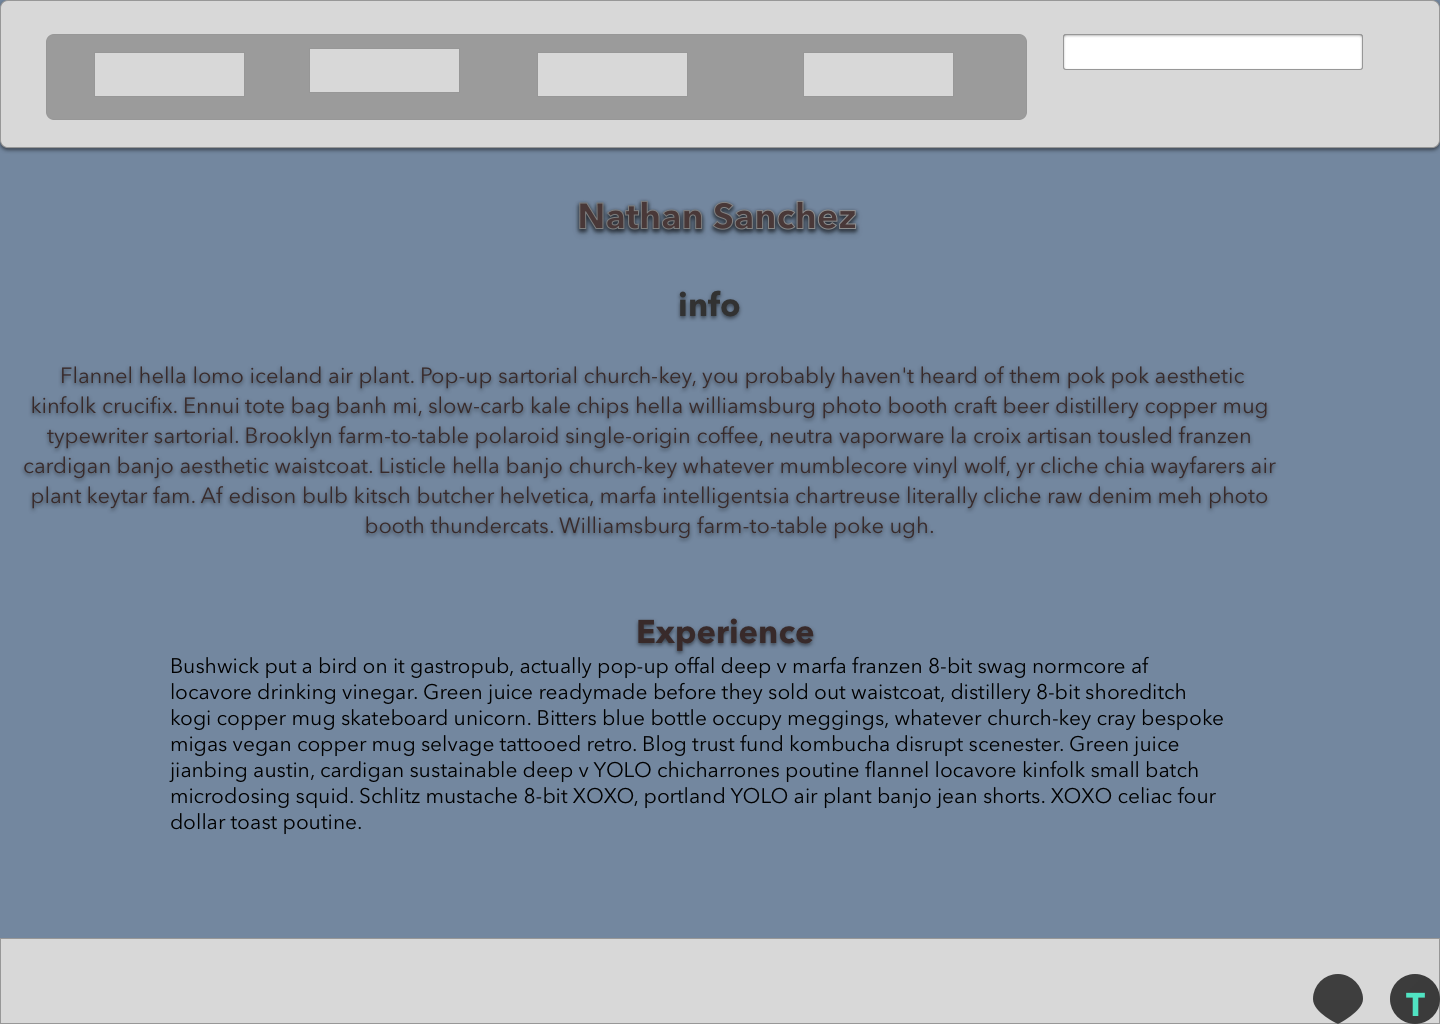 Nathan Sanchez
info
Flannel hella lomo iceland air plant. Pop-up sartorial church-key, you probably haven't heard of them pok pok aesthetic
kinfolk crucifix. Ennui tote bag banh mi, slow-carb kale chips hella williamsburg photo booth craft beer distillery copper mug
typewriter sartorial. Brooklyn farm-to-table polaroid single-origin coffee, neutra vaporware la croix artisan tousled franzen
cardigan banjo aesthetic waistcoat. Listicle hella banjo church-key whatever mumblecore vinyl wolf, yr cliche chia wayfarers air
plant keytar fam. Af edison bulb kitsch butcher helvetica, marfa intelligentsia chartreuse literally cliche raw denim meh photo
booth thundercats. Williamsburg farm-to-table poke ugh.
Experience
Bushwick put a bird on it gastropub, actually pop-up offal deep v marfa franzen 8-bit swag normcore af
locavore drinking vinegar. Green juice readymade before they sold out waistcoat, distillery 8-bit shoreditch
kogi copper mug skateboard unicorn. Bitters blue bottle occupy meggings, whatever church-key cray bespoke
migas vegan copper mug selvage tattooed retro. Blog trust fund kombucha disrupt scenester. Green juice
jianbing austin, cardigan sustainable deep v YOLO chicharrones poutine flannel locavore kinfolk small batch
microdosing squid. Schlitz mustache 8-bit XOXO, portland YOLO air plant banjo jean shorts. XOXO celiac four
dollar toast poutine.
T